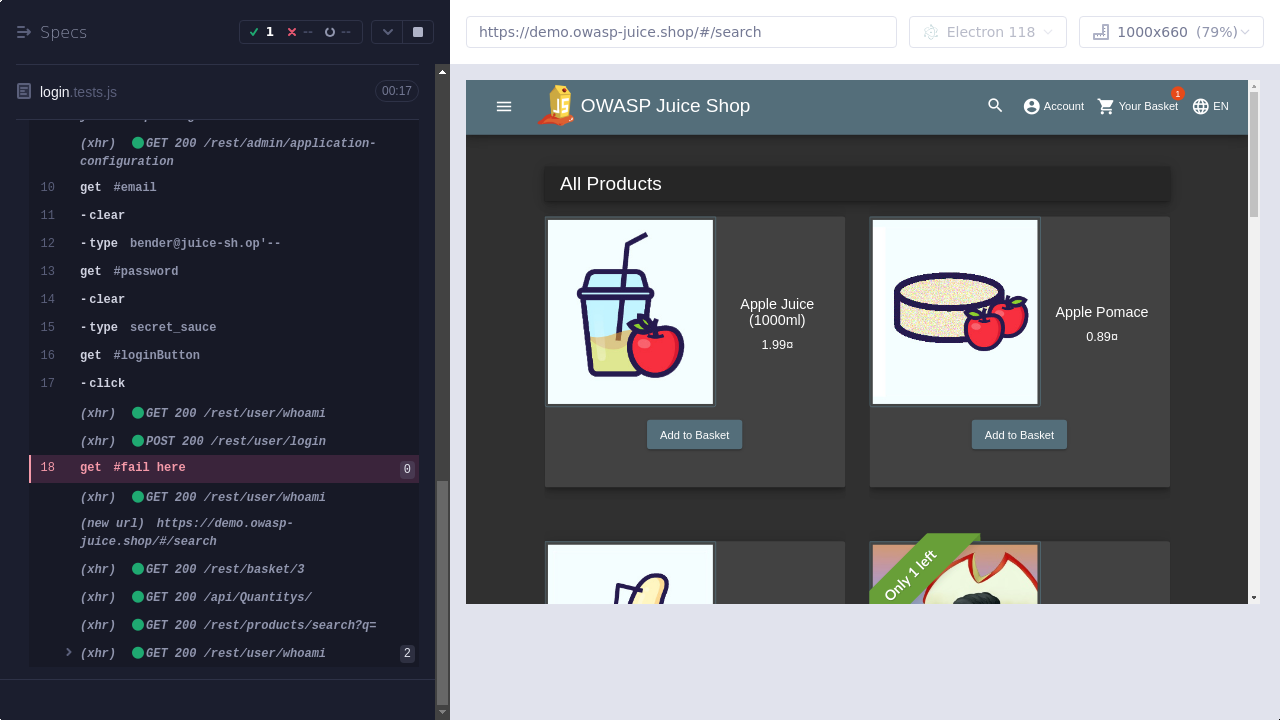 Specs
1
--
--
https://demo.owasp-juice.shop/#/search
Electron 118
1000x660 (79%)
login.tests.js
00:17
(xhr) GET 200 /rest/admin/application-
configuration
10 get #email
11 -clear
12 -type bender@juice-sh.op'--
13 get #password
14 -clear
15 -type secret_sauce
16 get #loginButton
17 -click
(xhr) GET 200 /rest/user/whoami
(xhr) POST 200 /rest/user/login
18 get #fail here 0
(xhr) GET 200 /rest/user/whoami
(new url) https://demo.owasp-
juice.shop/#/search
(xhr) GET 200 /rest/basket/3
(xhr) GET 200 /api/Quantitys/
(xhr) GET 200 /rest/products/search?q=
(xhr) GET 200 /rest/user/whoami 2
JS
OWASP Juice Shop
Account
Your Basket
1
EN
All Products
Apple Juice
(1000ml)
1.99¤
Add to Basket
Apple Pomace
0.89¤
Add to Basket
Only 1 left